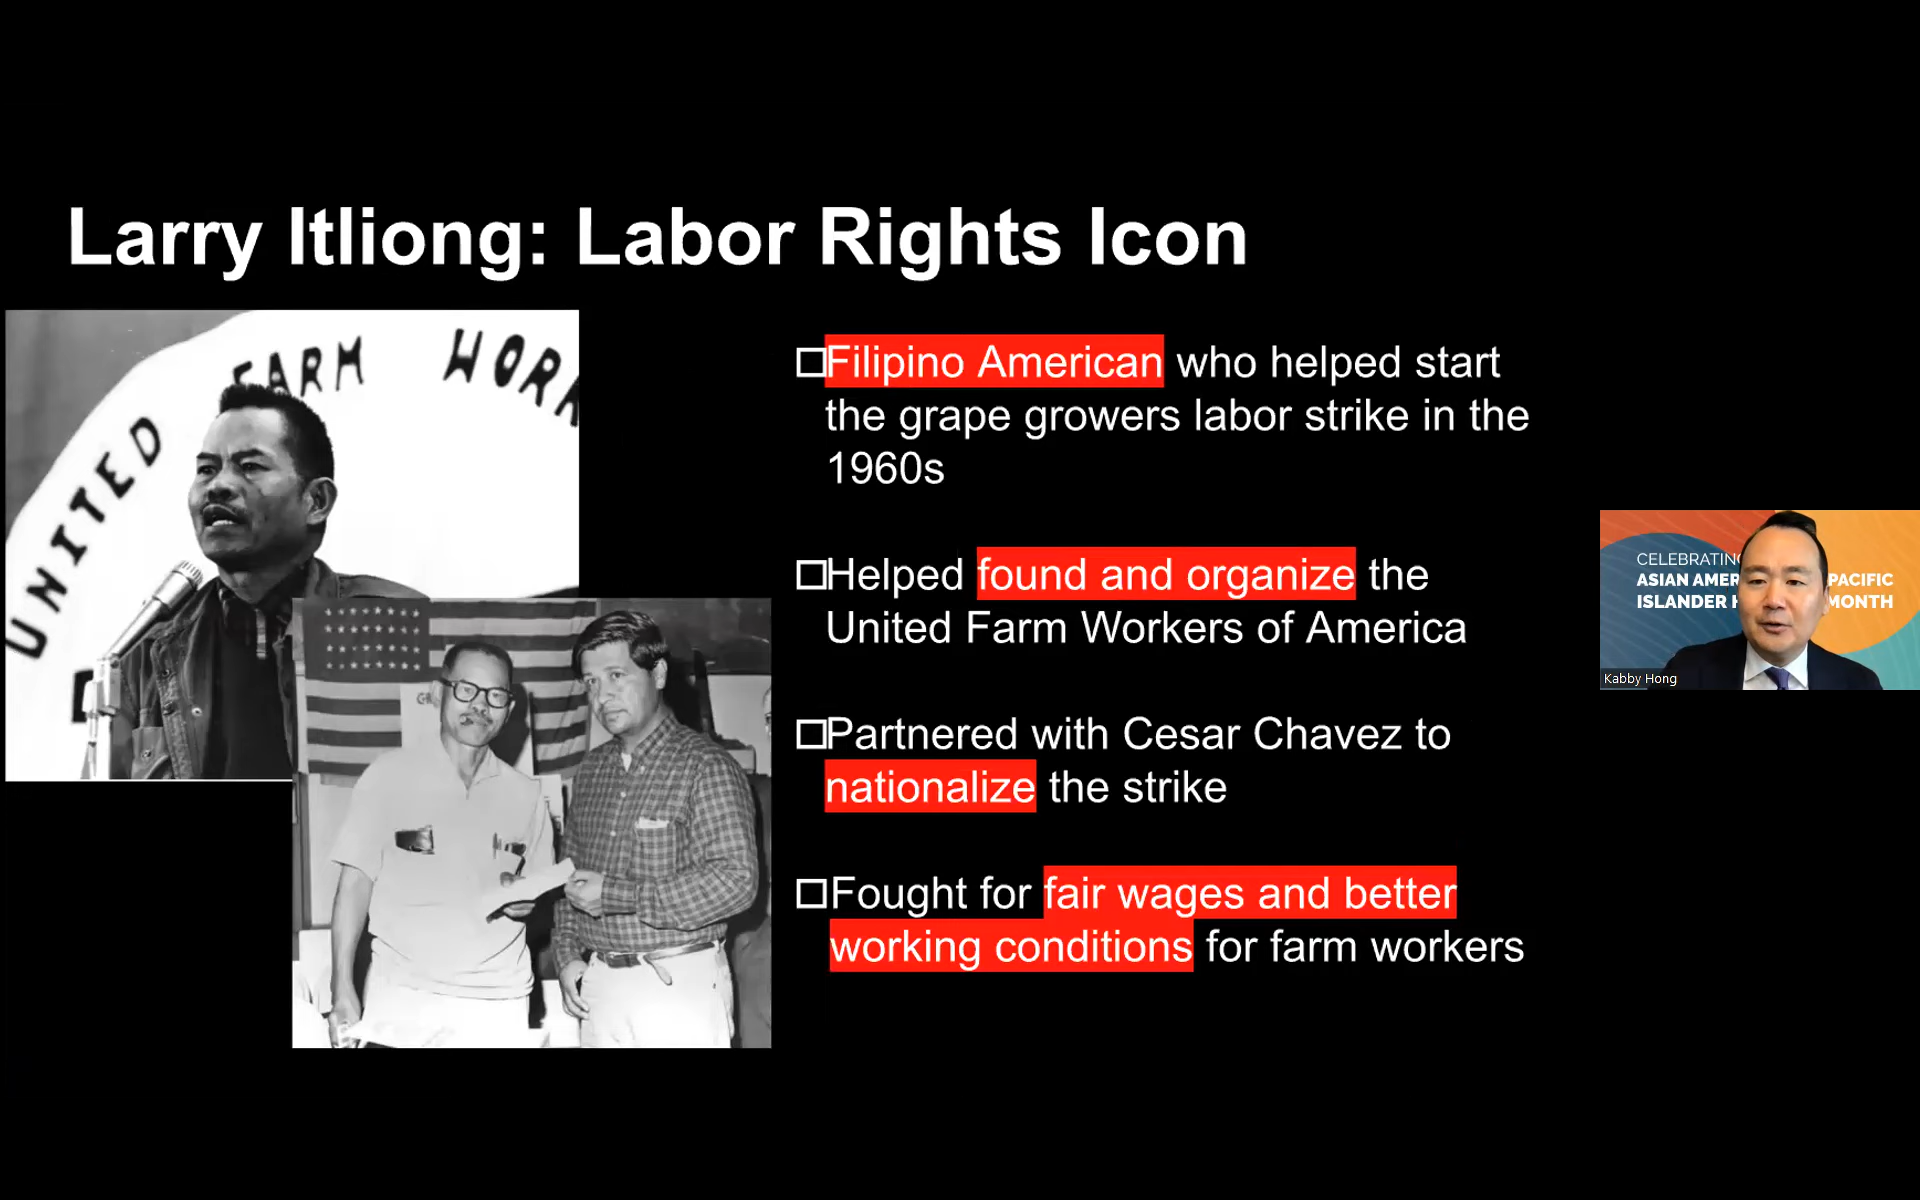 Larry Itliong: Labor Rights Icon
UNITED FARM WORK
Filipino American who helped start
the grape growers labor strike in the
1960s
Helped found and organize the
United Farm Workers of America
Partnered with Cesar Chavez to
nationalize the strike
Fought for fair wages and better
working conditions for farm workers
CELEBRATING
ASIAN AMER PACIFIC
ISLANDER H MONTH
Kabby Hong